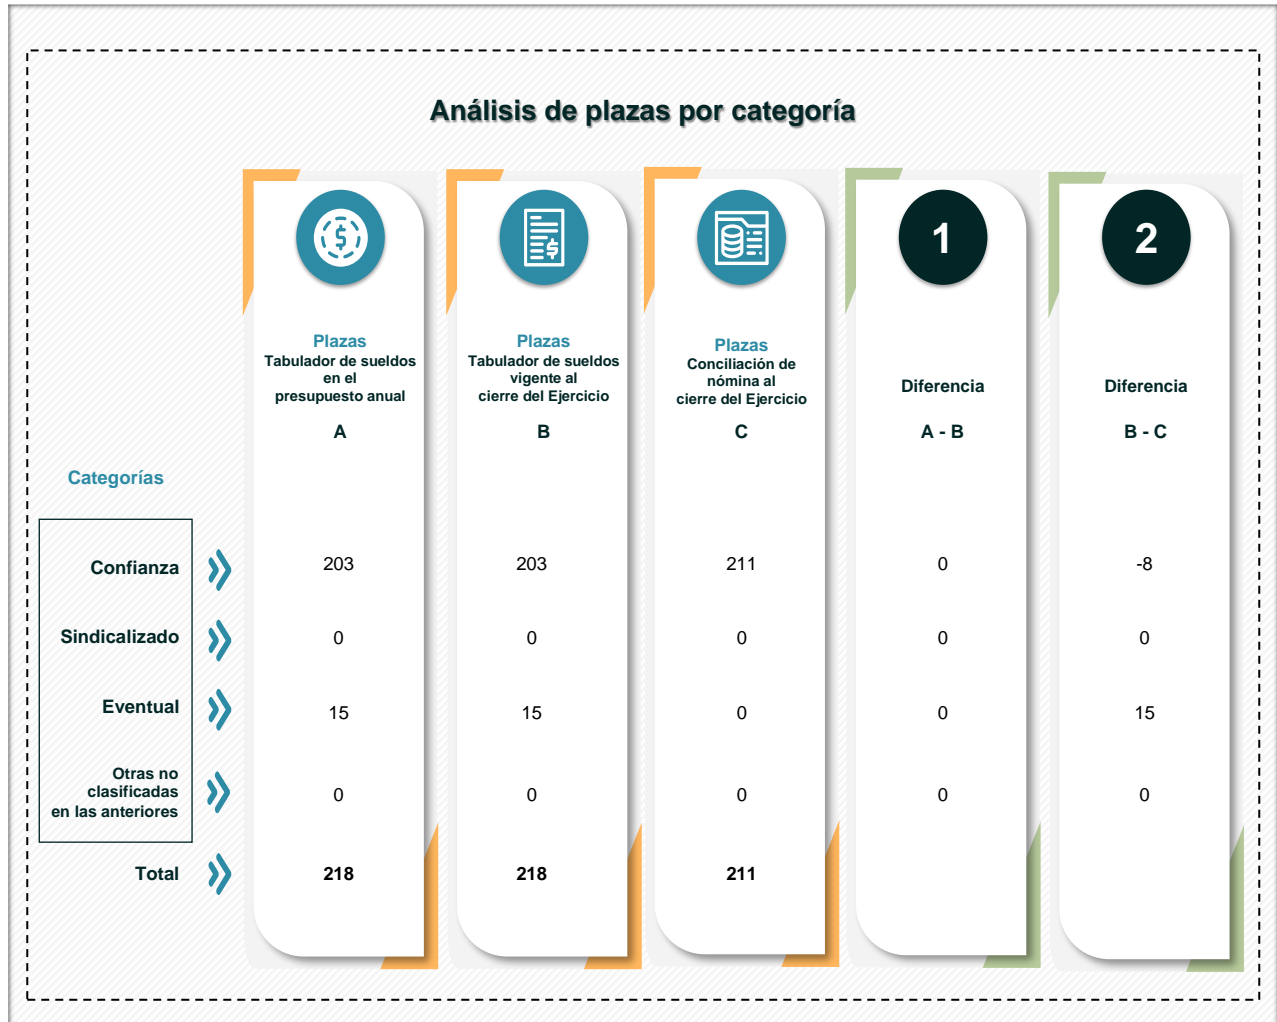 Análisis de plazas por categoría
$
$
1
2
Plazas
Tabulador de sueldos
en el
presupuesto anual
A
Plazas
Tabulador de sueldos
vigente al
cierre del Ejercicio
B
Plazas
Conciliación de
nómina al
cierre del Ejercicio
C
Diferencia
A - B
Diferencia
B - C
Categorías
Confianza 203 203 211 0 -8
Sindicalizado 0 0 0 0 0
Eventual 15 15 0 0 15
Otras no
clasificadas
en las anteriores 0 0 0 0 0
Total 218 218 211